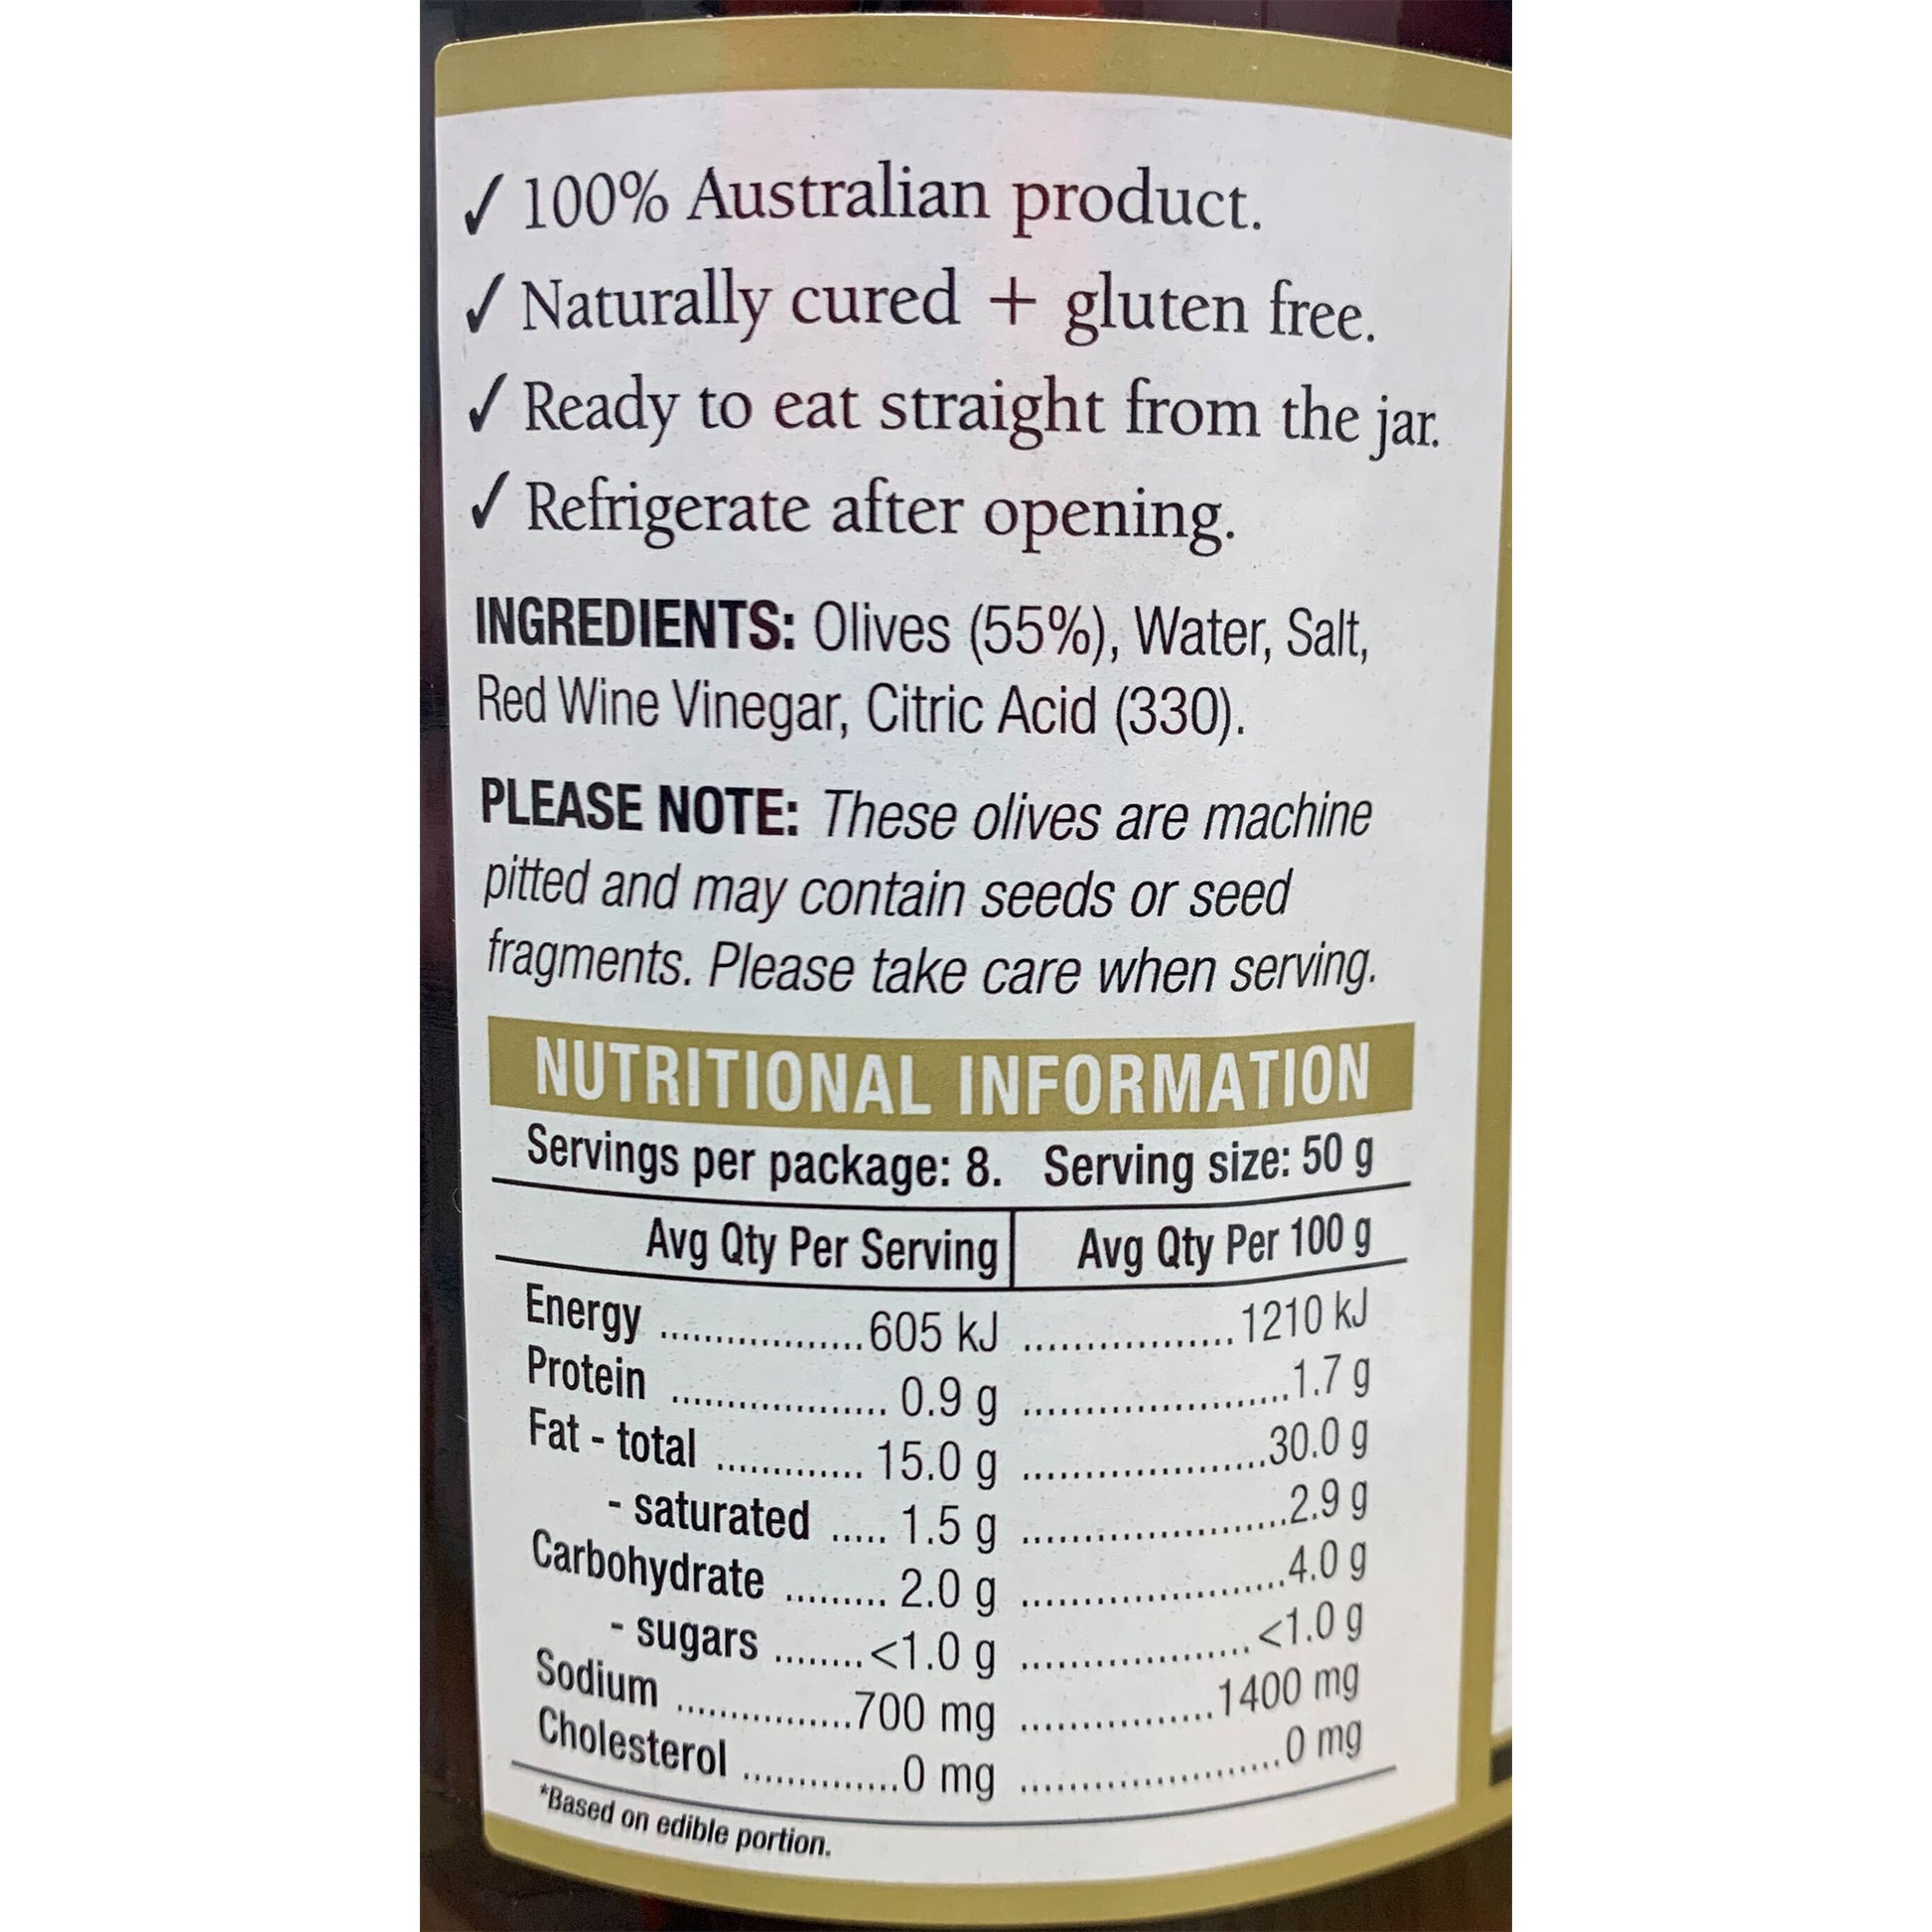 ✓ 100% Australian product.
✓ Naturally cured + gluten free.
✓ Ready to eat straight from the jar.
✓ Refrigerate after opening.
INGREDIENTS: Olives (55%), Water, Salt,
Red Wine Vinegar, Citric Acid (330).
PLEASE NOTE: These olives are machine
pitted and may contain seeds or seed
fragments. Please take care when serving.
NUTRITIONAL INFORMATION
Servings per package: 8. Serving size: 50 g
Avg Qty Per Serving Avg Qty Per 100 g
Energy ...................605 kJ ..................1210 kJ
Protein .................... 0.9 g .........................1.7 g
Fat - total .............. 15.0 g .......................30.0 g
- saturated ..... 1.5 g .........................2.9 g
Carbohydrate .......... 2.0 g .........................4.0 g
- sugars ........<1.0 g ......................<1.0 g
Sodium ................700 mg ..................1400 mg
Cholesterol ..............0 mg ........................0 mg
*Based on edible portion.